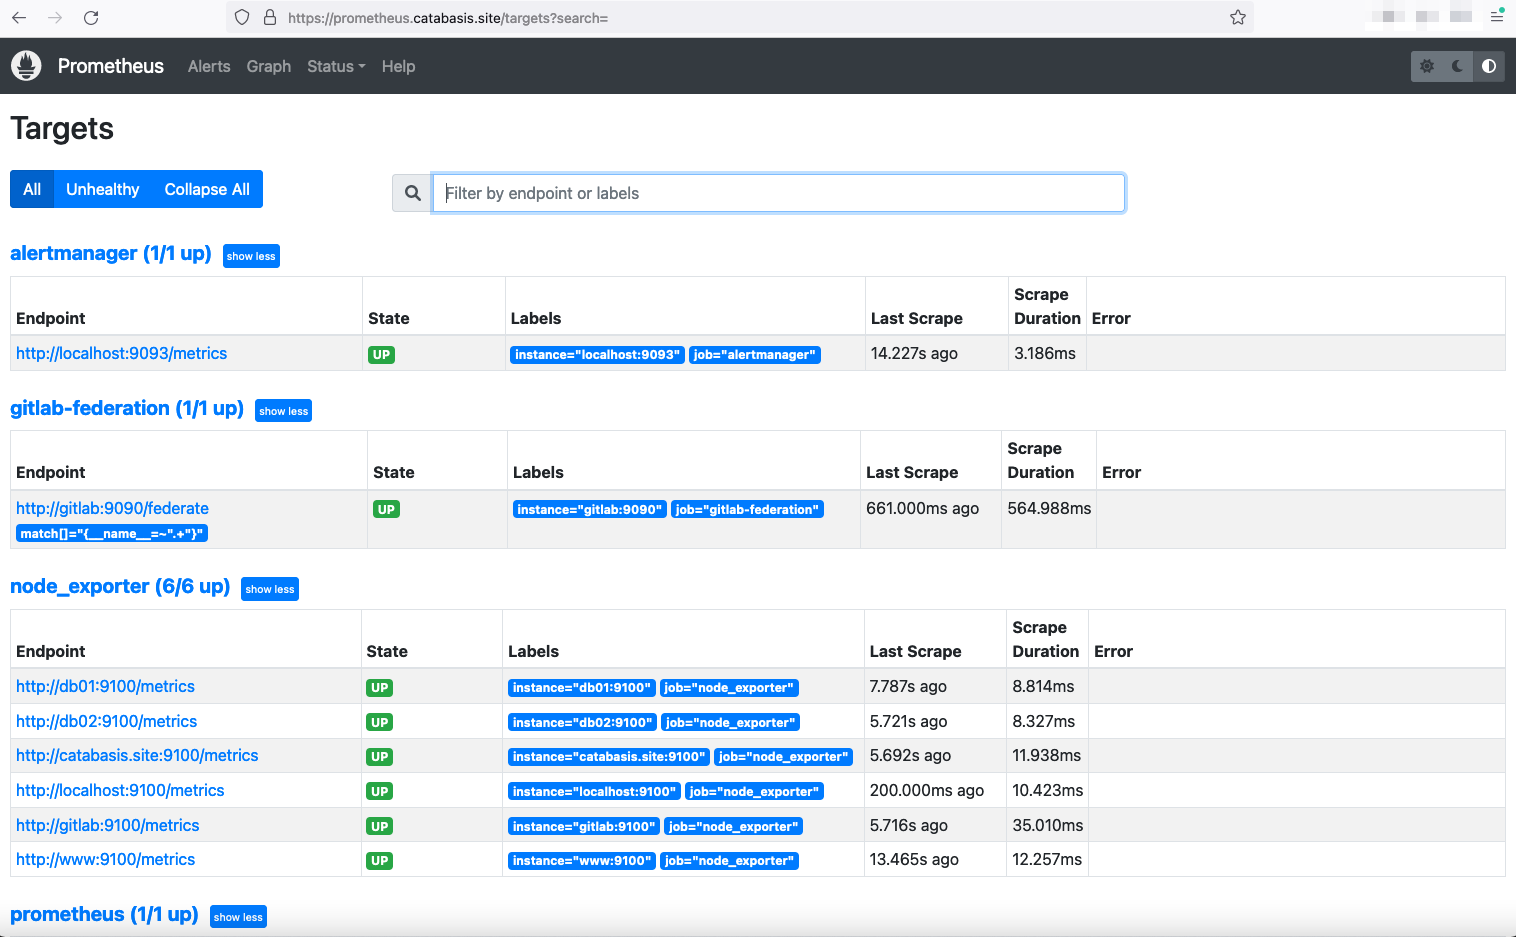 https://prometheus.catabasis.site/targets?search=
Prometheus Alerts Graph Status Help
Targets
All Unhealthy Collapse All
Filter by endpoint or labels
alertmanager (1/1 up) show less
Endpoint State Labels Last Scrape Scrape Duration Error
http://localhost:9093/metrics UP instance="localhost:9093" job="alertmanager" 14.227s ago 3.186ms
gitlab-federation (1/1 up) show less
Endpoint State Labels Last Scrape Scrape Duration Error
http://gitlab:9090/federate UP instance="gitlab:9090" job="gitlab-federation" 661.000ms ago 564.988ms
match[]="{__name__=~".+"}"
node_exporter (6/6 up) show less
Endpoint State Labels Last Scrape Scrape Duration Error
http://db01:9100/metrics UP instance="db01:9100" job="node_exporter" 7.787s ago 8.814ms
http://db02:9100/metrics UP instance="db02:9100" job="node_exporter" 5.721s ago 8.327ms
http://catabasis.site:9100/metrics UP instance="catabasis.site:9100" job="node_exporter" 5.692s ago 11.938ms
http://localhost:9100/metrics UP instance="localhost:9100" job="node_exporter" 200.000ms ago 10.423ms
http://gitlab:9100/metrics UP instance="gitlab:9100" job="node_exporter" 5.716s ago 35.010ms
http://www:9100/metrics UP instance="www:9100" job="node_exporter" 13.465s ago 12.257ms
prometheus (1/1 up) show less